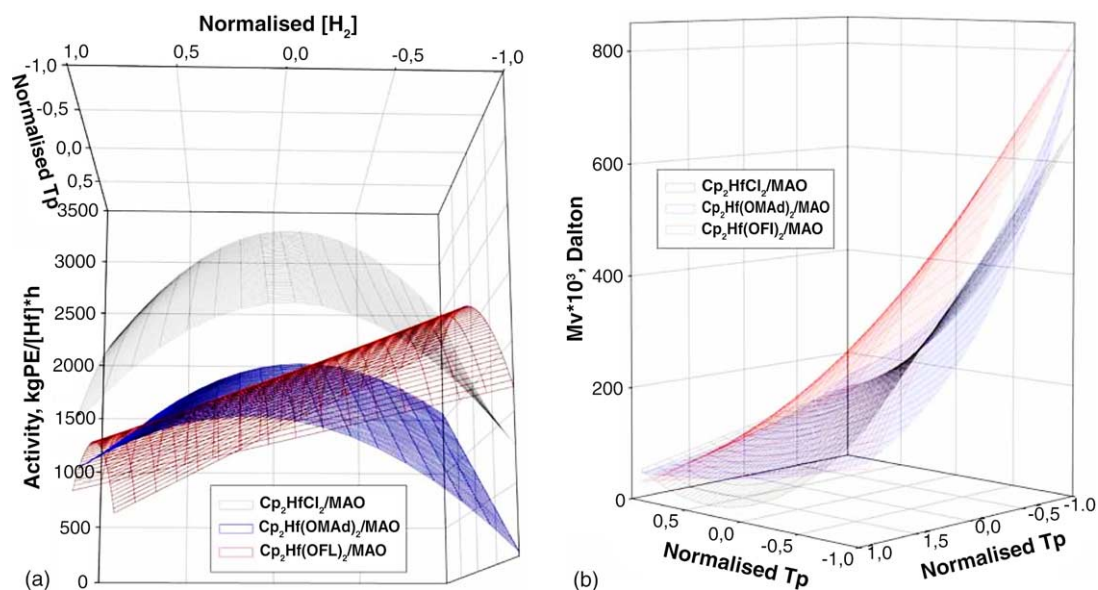 Normalised [H₂]
1,0 0,5 0,0 -0,5 -1,0
Normalised Tp
-1,0
-0,5
0,0
0,5
Activity, kgPE/[Hf]*h
3500
3000
2500
2000
1500
1000
500
0
Cp₂HfCl₂/MAO
Cp₂Hf(OMAd)₂/MAO
Cp₂Hf(OFL)₂/MAO
(a)
Mv*10³, Dalton
800
600
400
200
0
Cp₂HfCl₂/MAO
Cp₂Hf(OMAd)₂/MAO
Cp₂Hf(OFI)₂/MAO
0,5 0,0 -0,5 -1,0
Normalised Tp
1,0 1,5 0,0 -0,5 -1.0
Normalised Tp
(b)